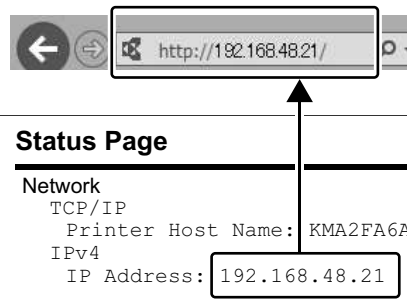 http://192.168.48.21/
Status Page
Network
TCP/IP
Printer Host Name: KMA2FA6A
IPv4
IP Address: 192.168.48.21